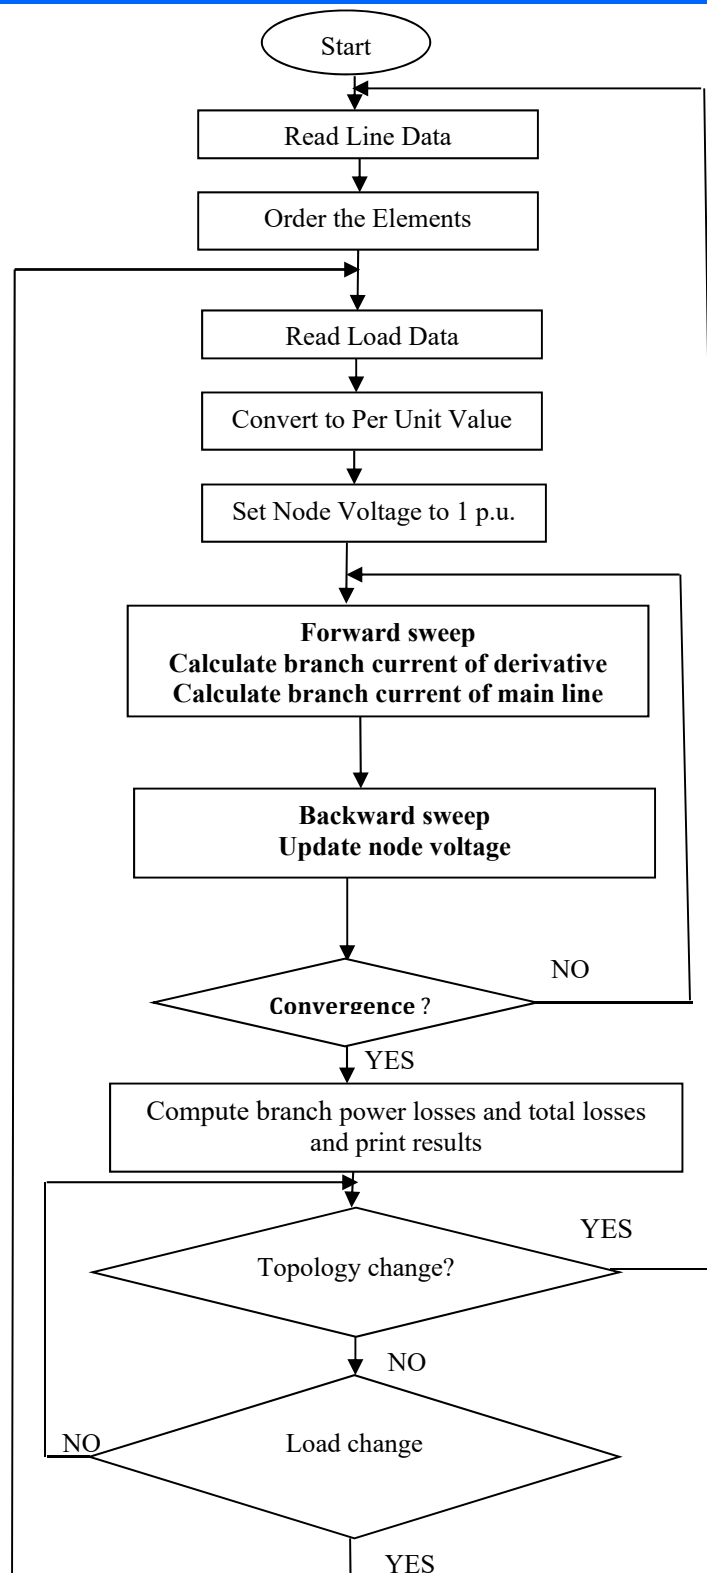 Start
Read Line Data
Order the Elements
Read Load Data
Convert to Per Unit Value
Set Node Voltage to 1 p.u.
Forward sweep
Calculate branch current of derivative
Calculate branch current of main line
Backward sweep
Update node voltage
NO
Convergence ?
YES
Compute branch power losses and total losses
and print results
YES
Topology change?
NO
Load change
NO
YES